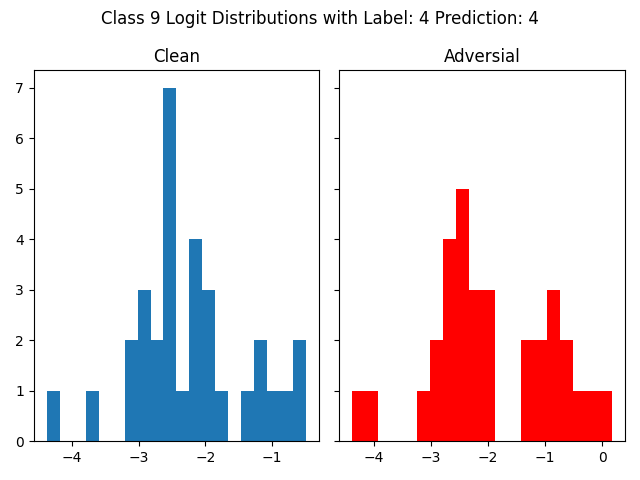 Class 9 Logit Distributions with Label: 4 Prediction: 4
Clean
Adversial
7
6
5
4
3
2
1
0
−4 −3 −2 −1
−4 −3 −2 −1 0